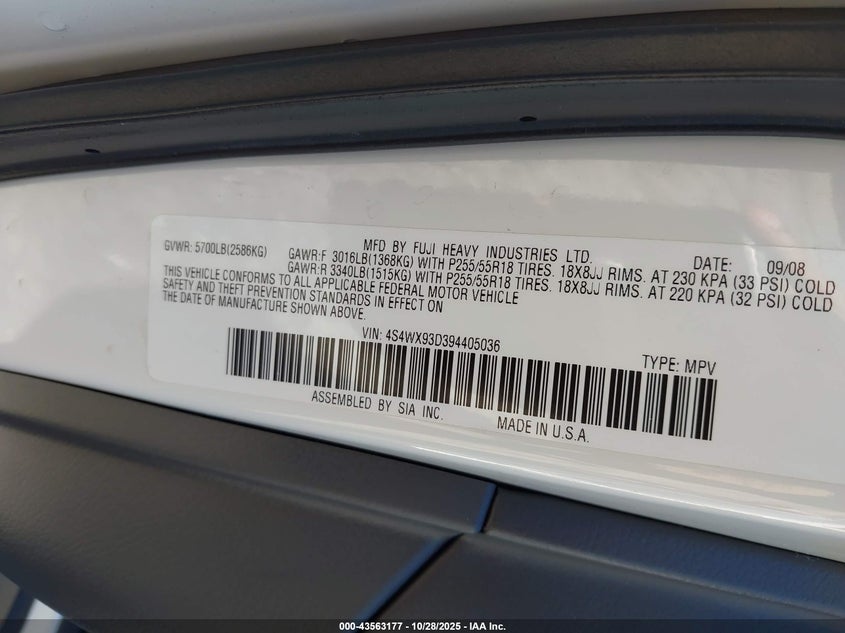 MFD BY FUJI HEAVY INDUSTRIES LTD. DATE: 09/08
GVWR: 5700LB(2586KG) GAWR:F 3016LB(1368KG) WITH P255/55R18 TIRES. 18X8JJ RIMS. AT 230 KPA (33 PSI) COLD
GAWR:R 3340LB(1515KG) WITH P255/55R18 TIRES. 18X8JJ RIMS. AT 220 KPA (32 PSI) COLD
THIS VEHICLE CONFORMS TO ALL APPLICABLE FEDERAL MOTOR VEHICLE
SAFETY AND THEFT PREVENTION STANDARDS IN EFFECT ON
THE DATE OF MANUFACTURE SHOWN ABOVE.
VIN: 4S4WX93D394405036
TYPE: MPV
ASSEMBLED BY SIA INC.
MADE IN U.S.A.
000-43563177 - 10/28/2025 - IAA Inc.